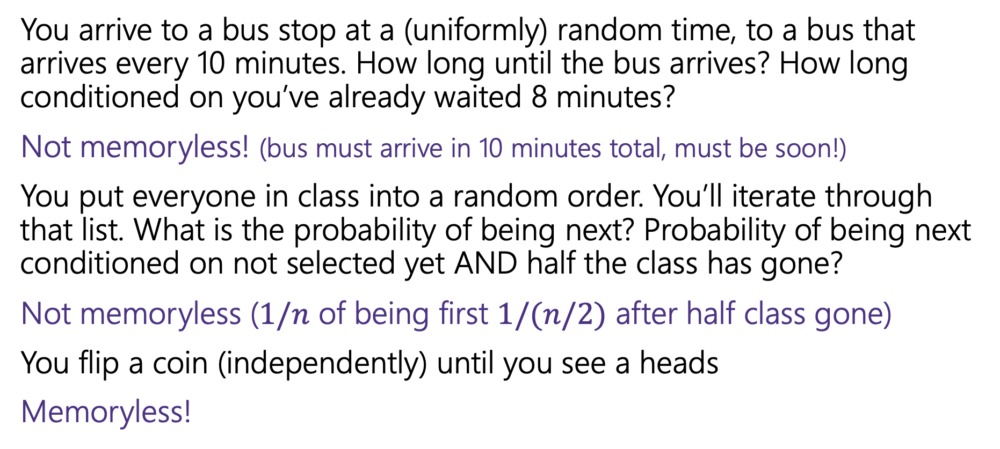 You arrive to a bus stop at a (uniformly) random time, to a bus that
arrives every 10 minutes. How long until the bus arrives? How long
conditioned on you’ve already waited 8 minutes?
Not memoryless! (bus must arrive in 10 minutes total, must be soon!)
You put everyone in class into a random order. You’ll iterate through
that list. What is the probability of being next? Probability of being next
conditioned on not selected yet AND half the class has gone?
Not memoryless (1/n of being first 1/(n/2) after half class gone)
You flip a coin (independently) until you see a heads
Memoryless!